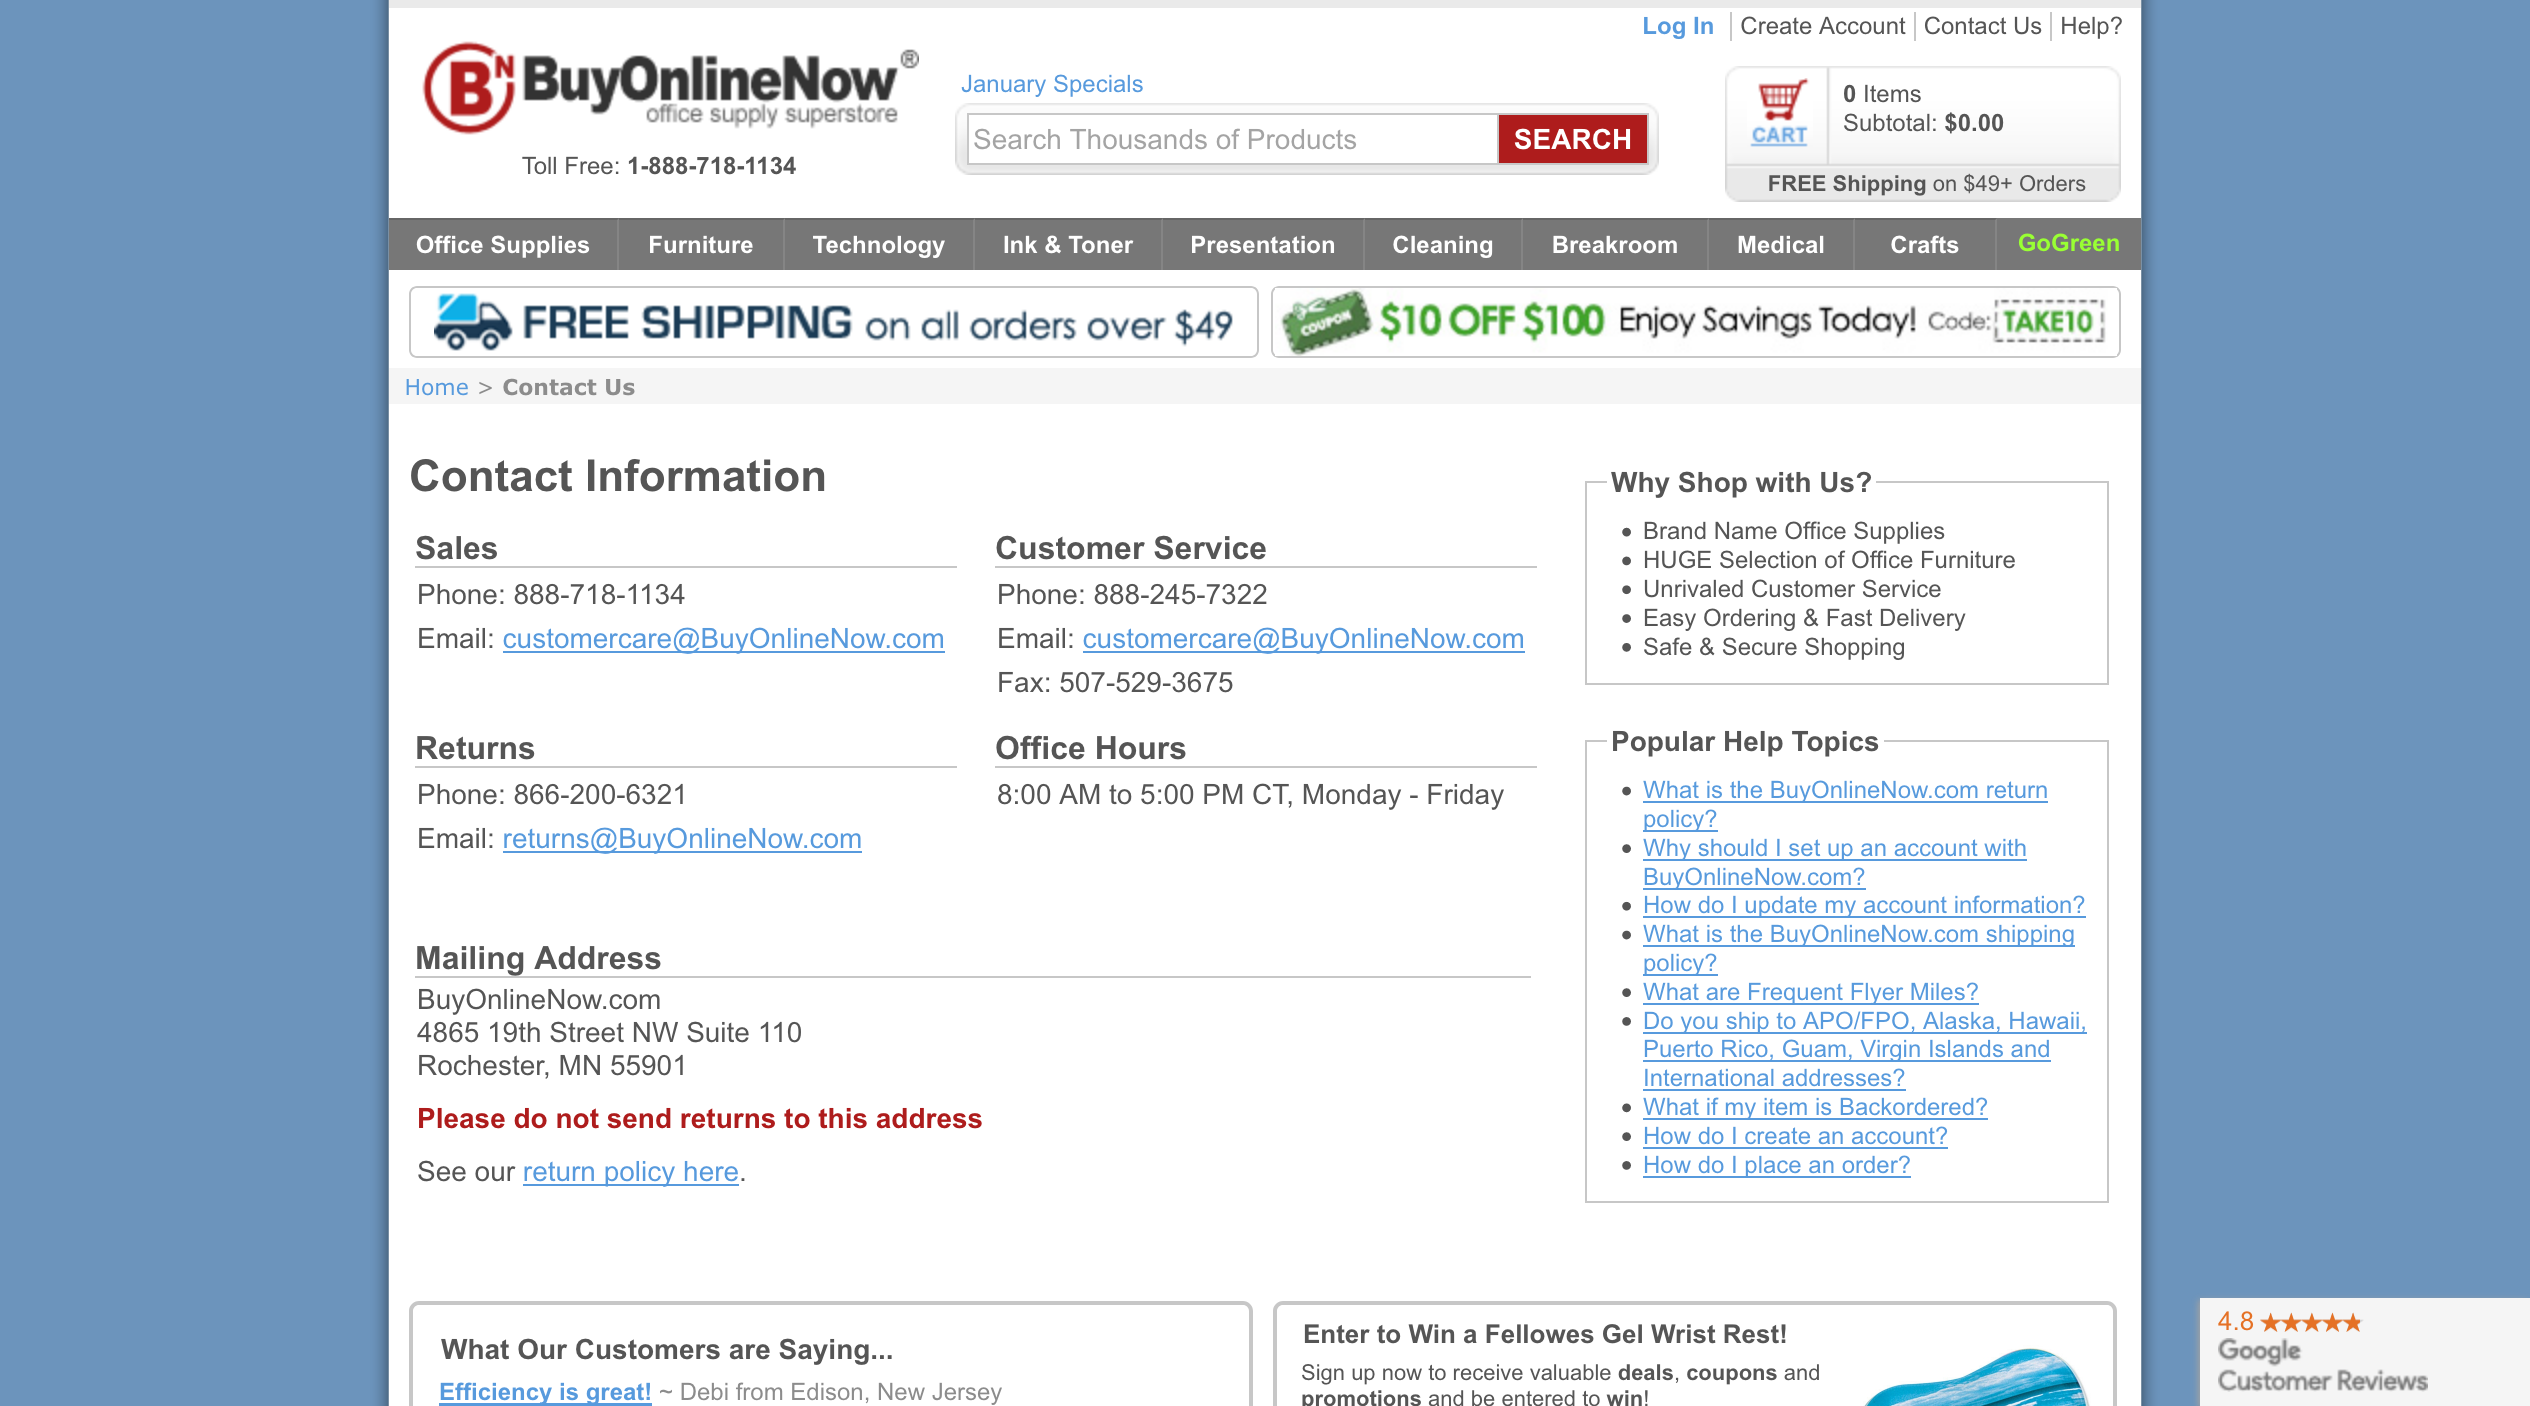 Log In
Create Account
Contact Us
Help?
BN BuyOnlineNow®
office supply superstore
Toll Free: 1-888-718-1134
January Specials
Search Thousands of Products
SEARCH
CART
0 Items
Subtotal: $0.00
FREE Shipping on $49+ Orders
Office Supplies
Furniture
Technology
Ink & Toner
Presentation
Cleaning
Breakroom
Medical
Crafts
GoGreen
FREE SHIPPING on all orders over $49
COUPON $10 OFF $100 Enjoy Savings Today! Code: TAKE10
Home > Contact Us
Contact Information
Sales
Phone: 888-718-1134
Email: customercare@BuyOnlineNow.com
Customer Service
Phone: 888-245-7322
Email: customercare@BuyOnlineNow.com
Fax: 507-529-3675
Returns
Phone: 866-200-6321
Email: returns@BuyOnlineNow.com
Office Hours
8:00 AM to 5:00 PM CT, Monday - Friday
Mailing Address
BuyOnlineNow.com
4865 19th Street NW Suite 110
Rochester, MN 55901
Please do not send returns to this address
See our return policy here.
Why Shop with Us?
Brand Name Office Supplies
HUGE Selection of Office Furniture
Unrivaled Customer Service
Easy Ordering & Fast Delivery
Safe & Secure Shopping
Popular Help Topics
What is the BuyOnlineNow.com return
policy?
Why should I set up an account with
BuyOnlineNow.com?
How do I update my account information?
What is the BuyOnlineNow.com shipping
policy?
What are Frequent Flyer Miles?
Do you ship to APO/FPO, Alaska, Hawaii,
Puerto Rico, Guam, Virgin Islands and
International addresses?
What if my item is Backordered?
How do I create an account?
How do I place an order?
What Our Customers are Saying...
Efficiency is great! ~ Debi from Edison, New Jersey
Enter to Win a Fellowes Gel Wrist Rest!
Sign up now to receive valuable deals, coupons and
promotions and be entered to win!
4.8 ★★★★★
Google
Customer Reviews